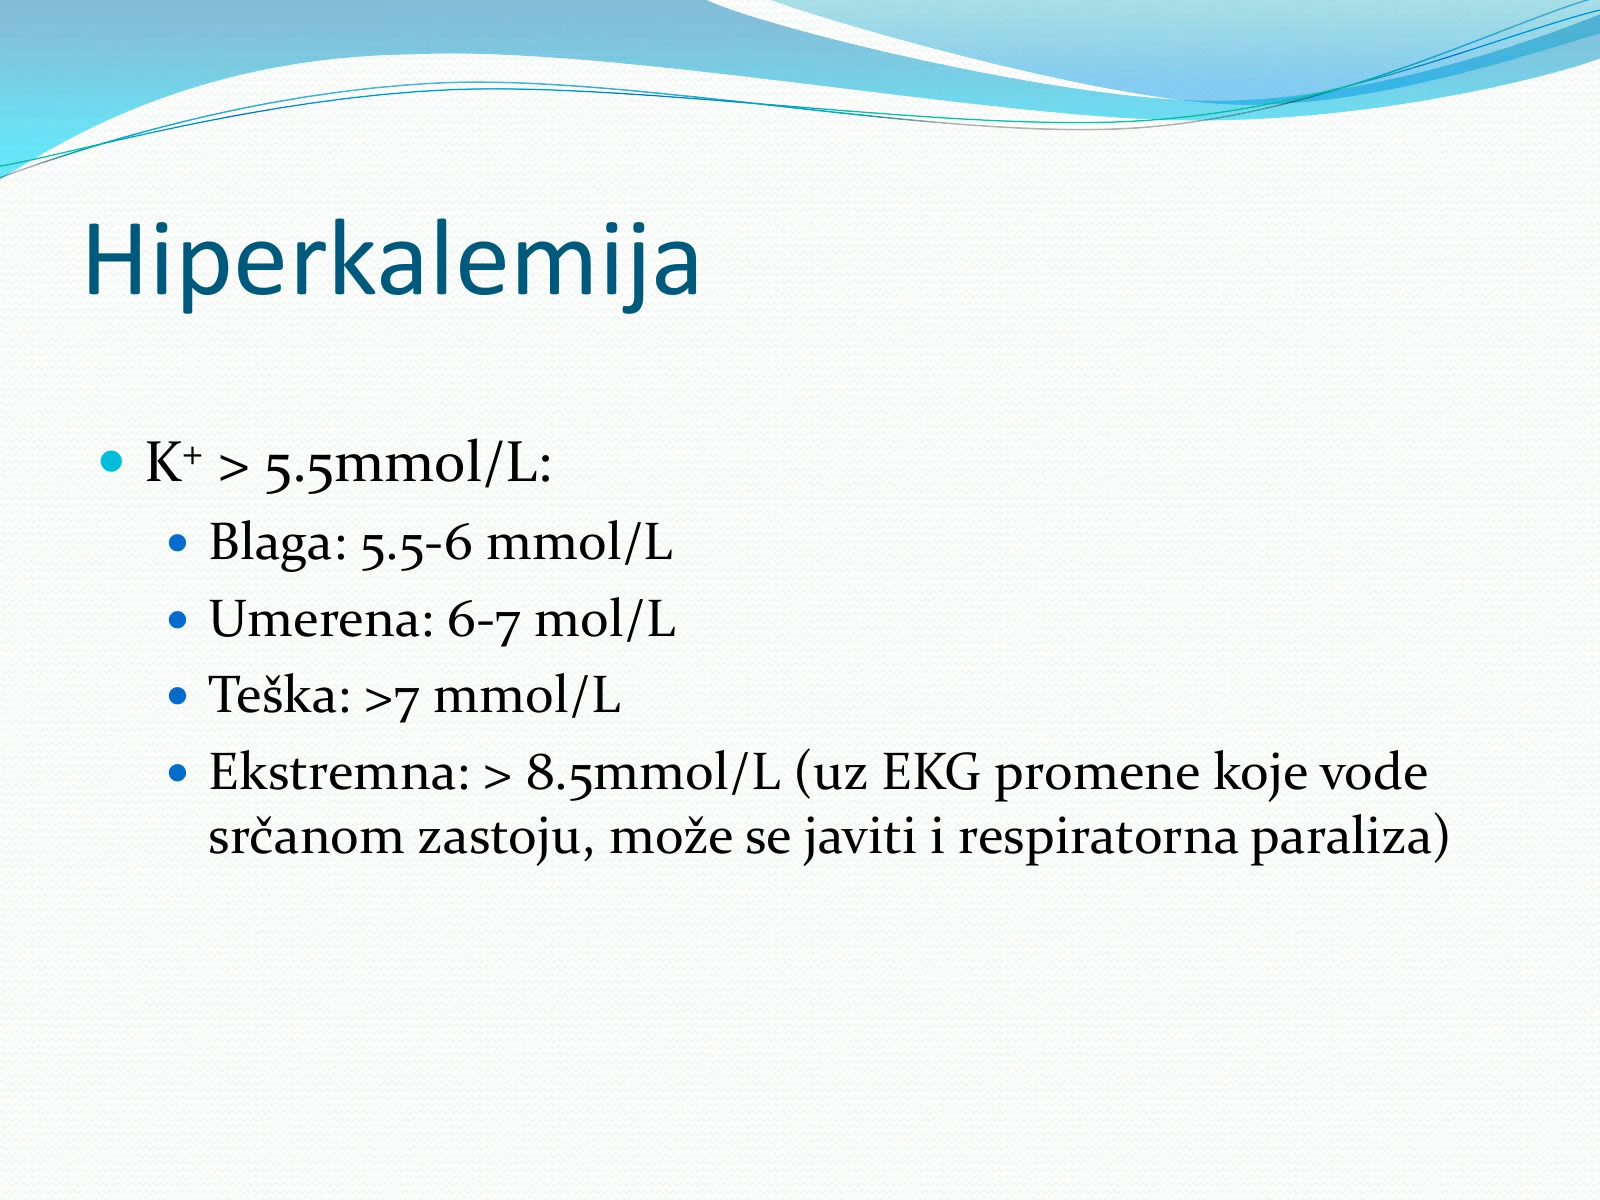 Hiperkalemija
• K⁺ > 5.5mmol/L:
• Blaga: 5.5-6 mmol/L
• Umerena: 6-7 mol/L
• Teška: >7 mmol/L
• Ekstremna: > 8.5mmol/L (uz EKG promene koje vode
srčanom zastoju, može se javiti i respiratorna paraliza)